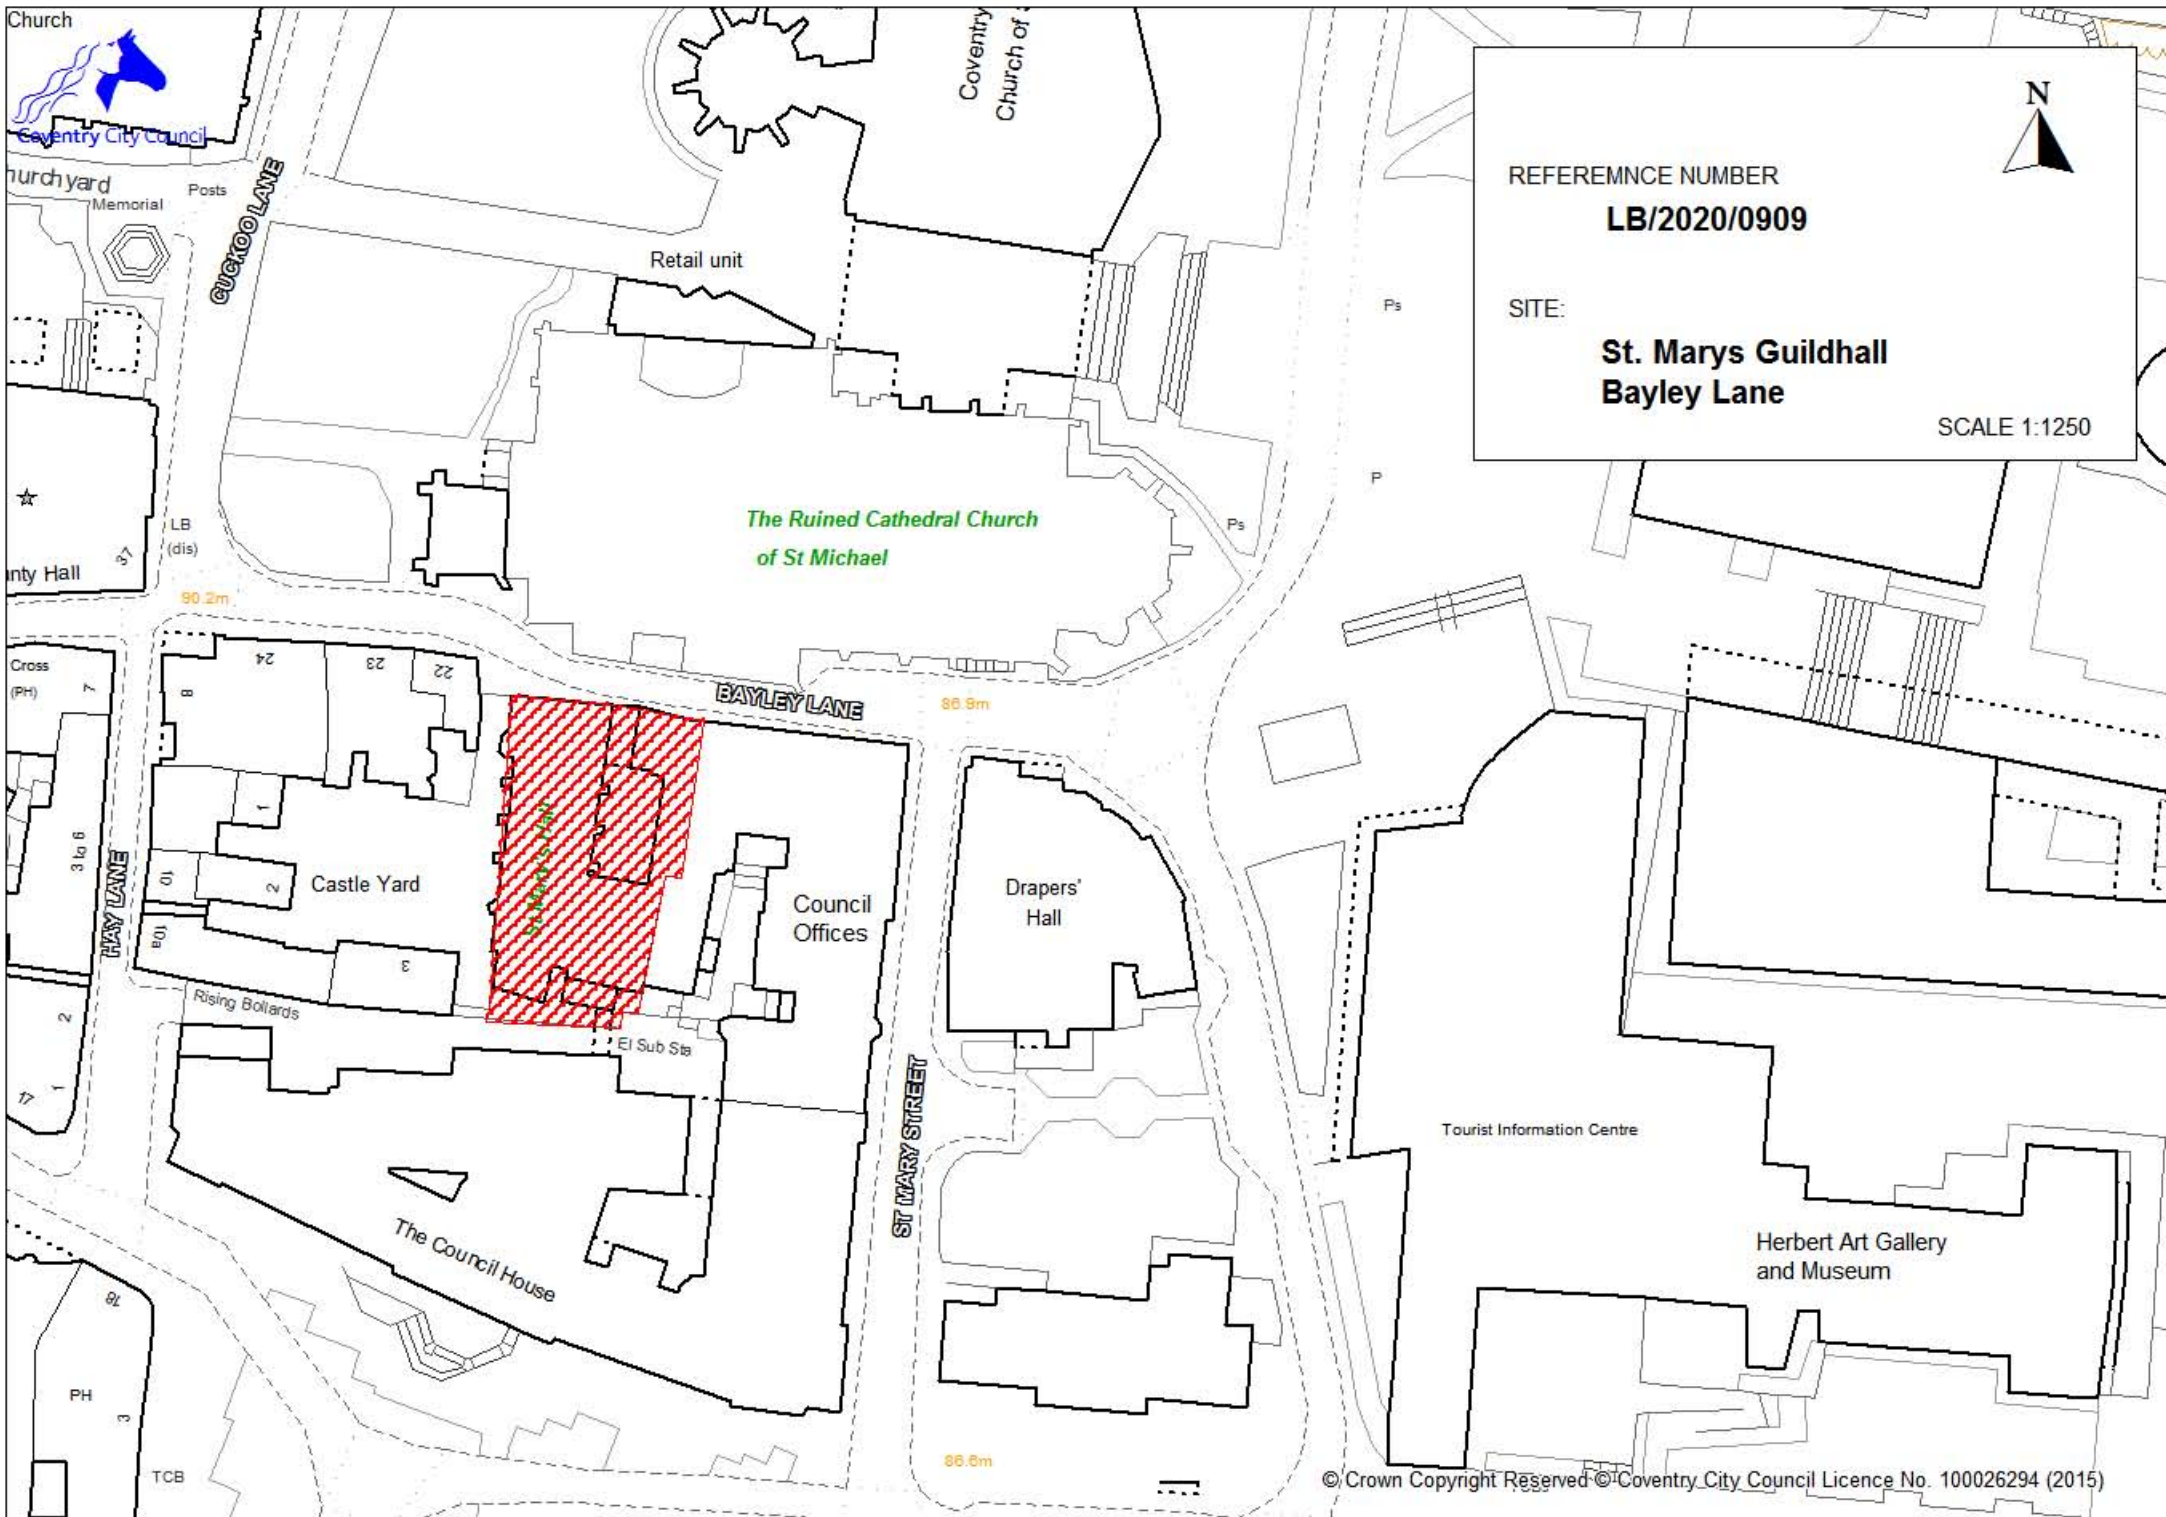 Church
Coventry City Council
hurchyard
Memorial
Posts
CUCKOO LANE
Coventry
Church of
Retail unit
N
REFEREMNCE NUMBER
LB/2020/0909
SITE:
St. Marys Guildhall
Bayley Lane
SCALE 1:1250
Ps
P
Ps
The Ruined Cathedral Church
of St Michael
LB
(dis)
37
nty Hall
90.2m
Cross
(PH)
7
8
24
23
22
BAYLEY LANE
86.9m
3 to 6
HAY LANE
1
10
2
10a
3
Castle Yard
St Mary's Hall
Council
Offices
Drapers'
Hall
Rising Bollards
El Sub Sta
2
1
17
ST MARY STREET
The Council House
Tourist Information Centre
Herbert Art Gallery
and Museum
18
PH
3
TCB
86.6m
© Crown Copyright Reserved © Coventry City Council Licence No. 100026294 (2015)